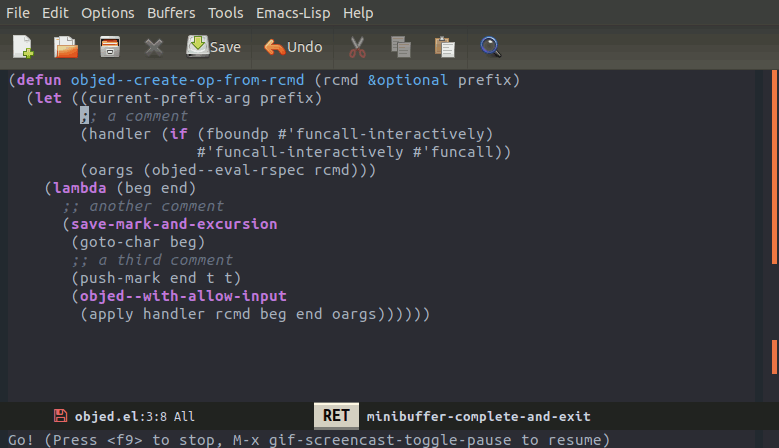 File Edit Options Buffers Tools Emacs-Lisp Help
Save Undo
(defun objed--create-op-from-rcmd (rcmd &optional prefix)
(let ((current-prefix-arg prefix)
;; a comment
(handler (if (fboundp #'funcall-interactively)
#'funcall-interactively #'funcall))
(oargs (objed--eval-rspec rcmd)))
(lambda (beg end)
;; another comment
(save-mark-and-excursion
(goto-char beg)
;; a third comment
(push-mark end t t)
(objed--with-allow-input
(apply handler rcmd beg end oargs))))))
objed.el:3:8 All RET minibuffer-complete-and-exit
Go! (Press <f9> to stop, M-x gif-screencast-toggle-pause to resume)